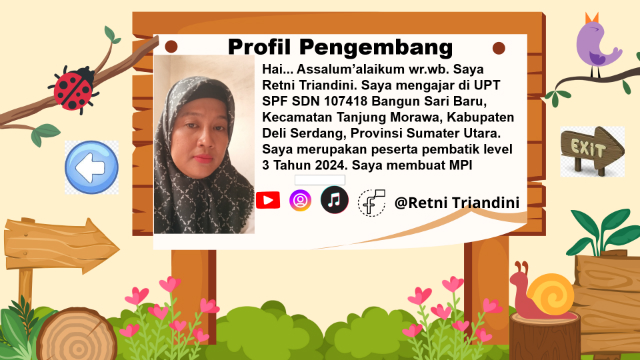 Profil Pengembang
Hai... Assalum'alaikum wr.wb. Saya
Retni Triandini. Saya mengajar di UPT
SPF SDN 107418 Bangun Sari Baru,
Kecamatan Tanjung Morawa, Kabupaten
Deli Serdang, Provinsi Sumater Utara.
Saya merupakan peserta pembatik level
3 Tahun 2024. Saya membuat MPI
@Retni Triandini
EXIT